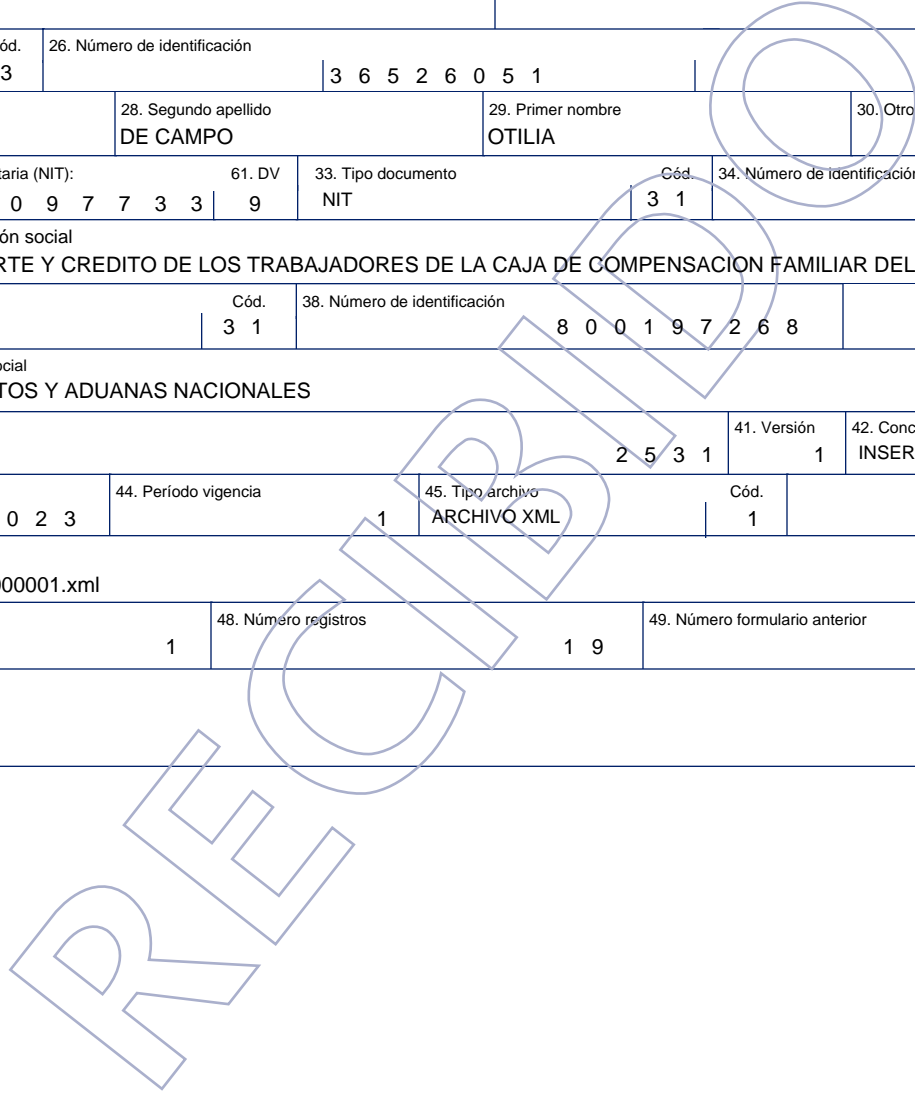 ód. 26. Número de identificación
3 3 6 5 2 6 0 5 1
28. Segundo apellido 29. Primer nombre 30. Otro
DE CAMPO OTILIA
taria (NIT): 61. DV 33. Tipo documento Cód. 34. Número de identificación
0 9 7 7 3 3 9 NIT 3 1
ón social
RTE Y CREDITO DE LOS TRABAJADORES DE LA CAJA DE COMPENSACION FAMILIAR DEL
Cód. 38. Número de identificación
3 1 8 0 0 1 9 7 2 6 8
ocial
TOS Y ADUANAS NACIONALES
41. Versión 42. Conc
2 5 3 1 1 INSER
44. Período vigencia 45. Tipo archivo Cód.
0 2 3 1 ARCHIVO XML 1
000001.xml
48. Número registros 49. Número formulario anterior
1 1 9
RECIBIDO